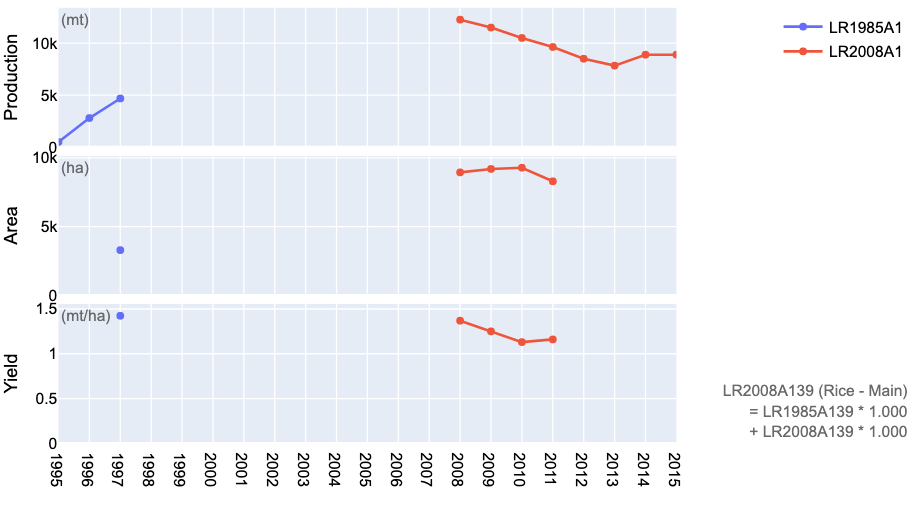 (mt)
Production
10k
5k
0
LR1985A1
LR2008A1
(ha)
Area
10k
5k
0
(mt/ha)
Yield
1.5
1
0.5
0
LR2008A139 (Rice - Main)
= LR1985A139 * 1.000
+ LR2008A139 * 1.000
1995
1996
1997
1998
1999
2000
2001
2002
2003
2004
2005
2006
2007
2008
2009
2010
2011
2012
2013
2014
2015